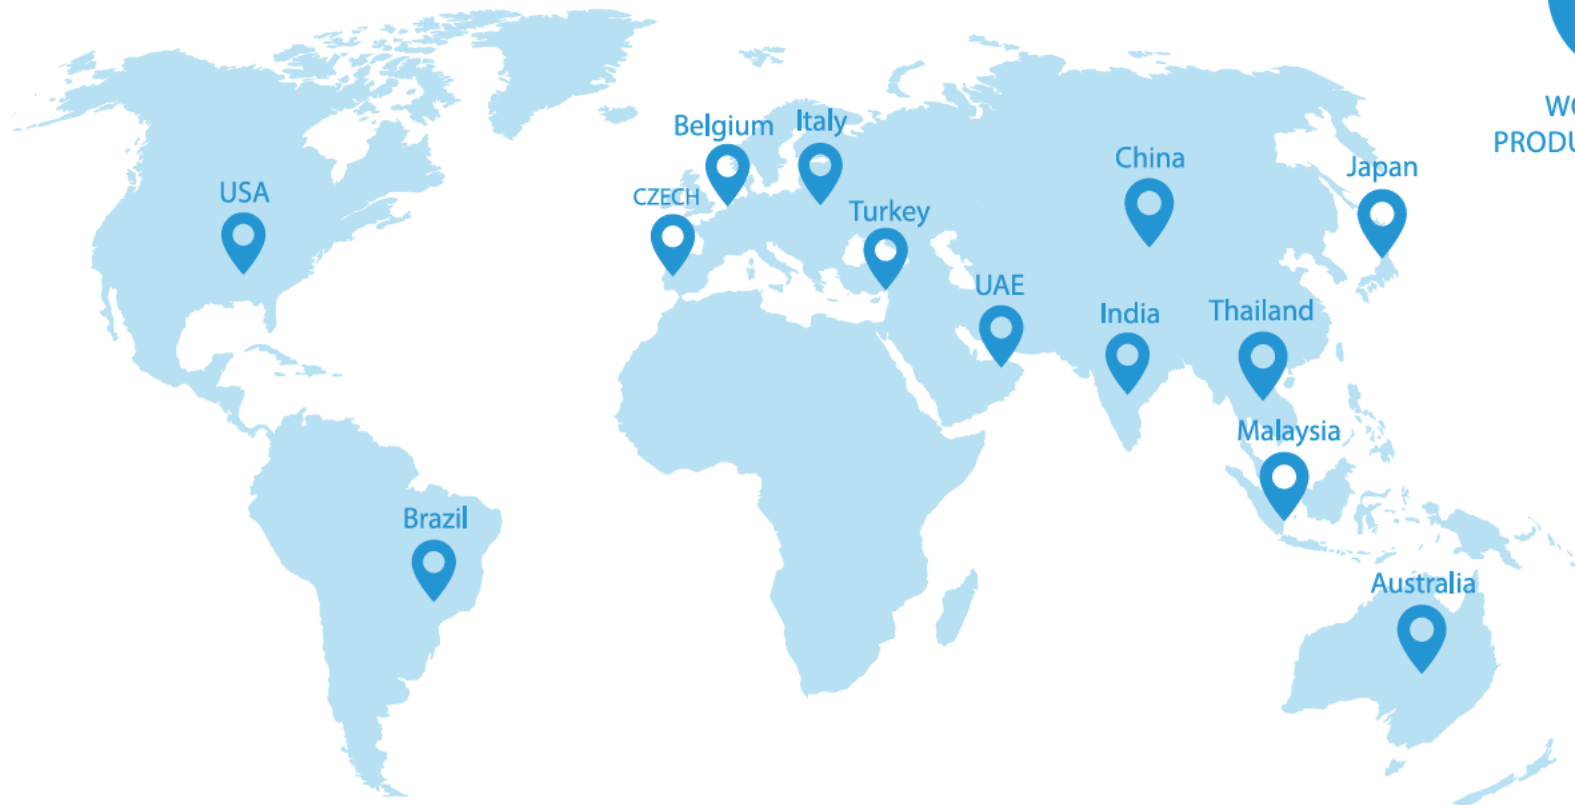 Belgium
Italy
China
Japan
USA
CZECH
Turkey
UAE
India
Thailand
Malaysia
Brazil
Australia